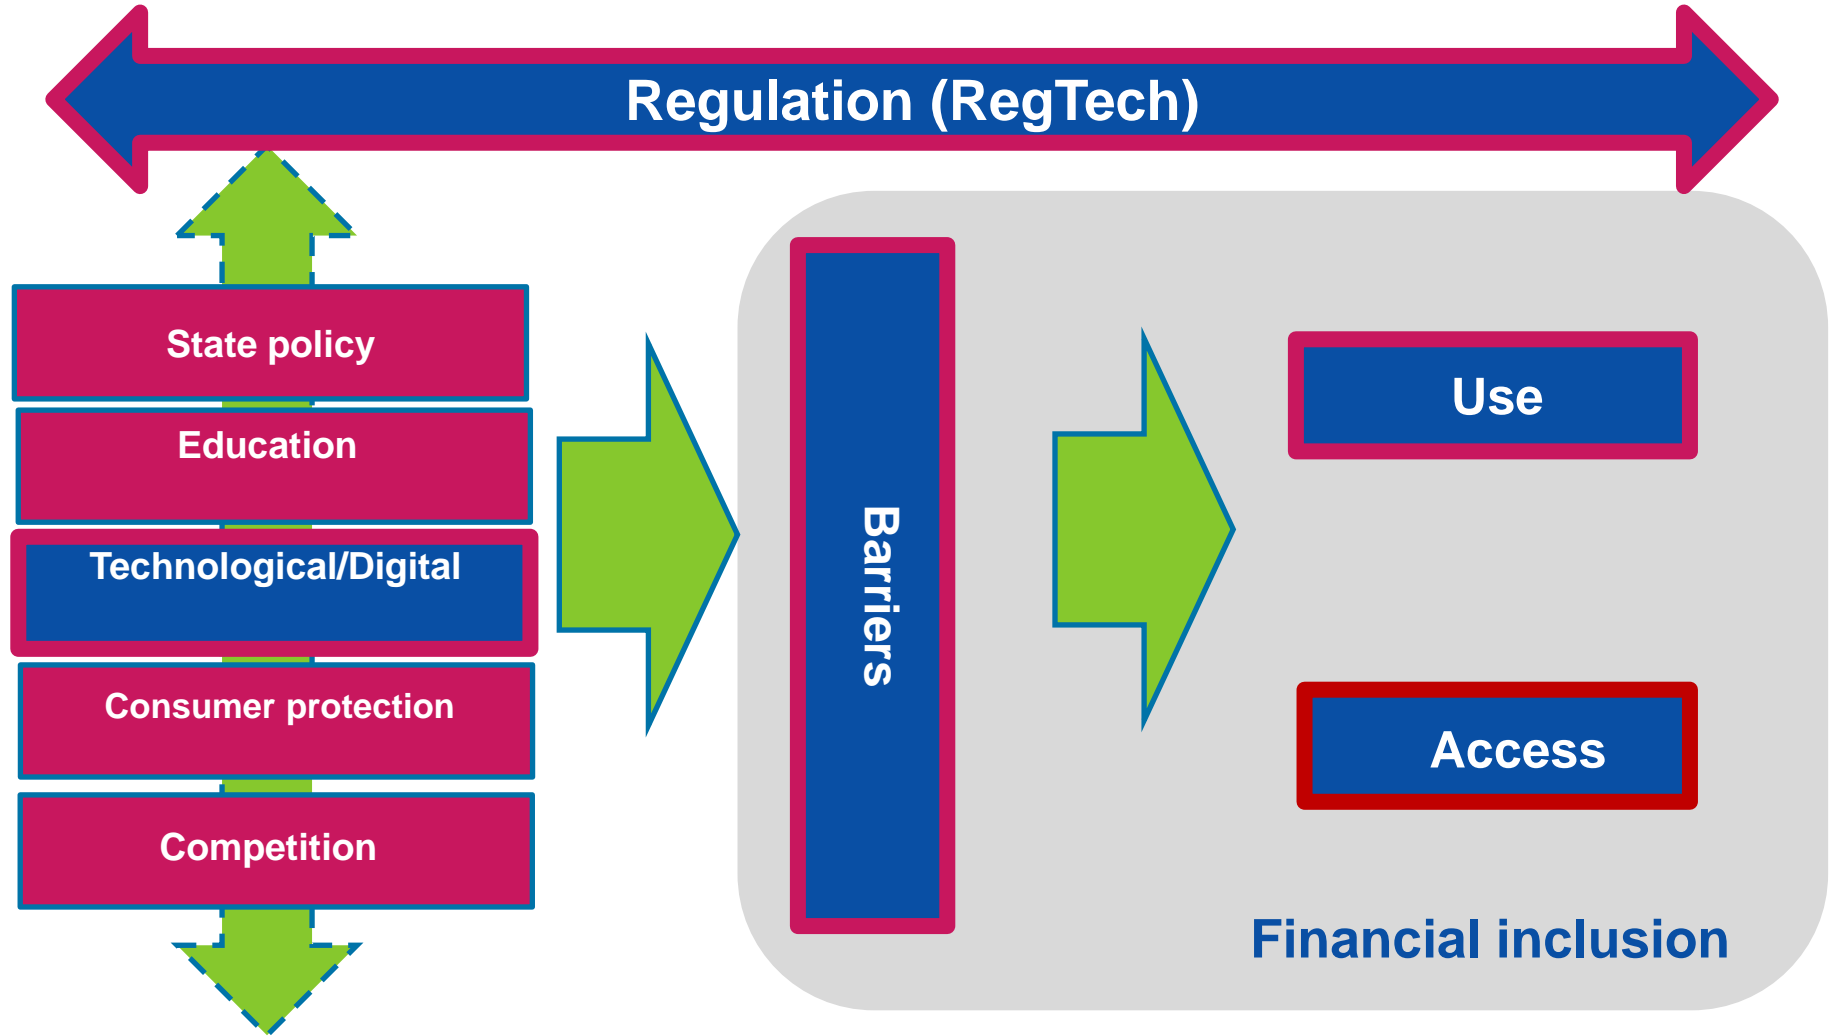 Regulation (RegTech)
State policy
Education
Technological/Digital
Consumer protection
Competition
Barriers
Use
Access
Financial inclusion